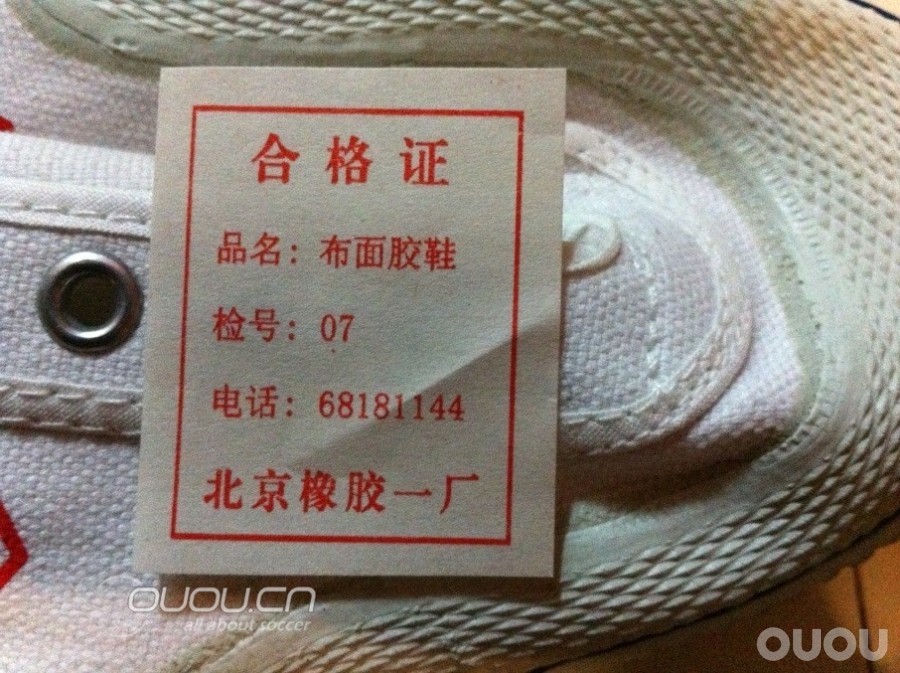 合格证
品名: 布面胶鞋
检号: 07
电话: 68181144
北京橡胶一厂
OUOU.CN
all about soccer
OUOU